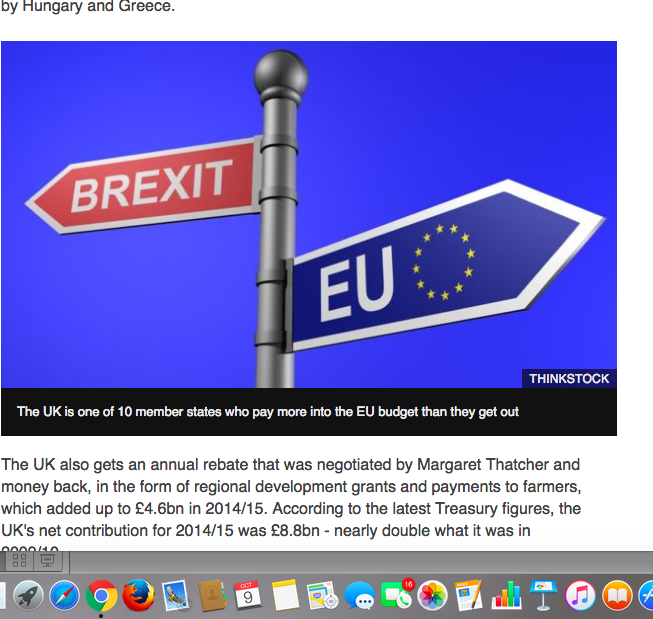 by Hungary and Greece.
BREXIT
EU
THINKSTOCK
The UK is one of 10 member states who pay more into the EU budget than they get out
The UK also gets an annual rebate that was negotiated by Margaret Thatcher and
money back, in the form of regional development grants and payments to farmers,
which added up to £4.6bn in 2014/15. According to the latest Treasury figures, the
UK's net contribution for 2014/15 was £8.8bn - nearly double what it was in
2009/10
OCT
9
16